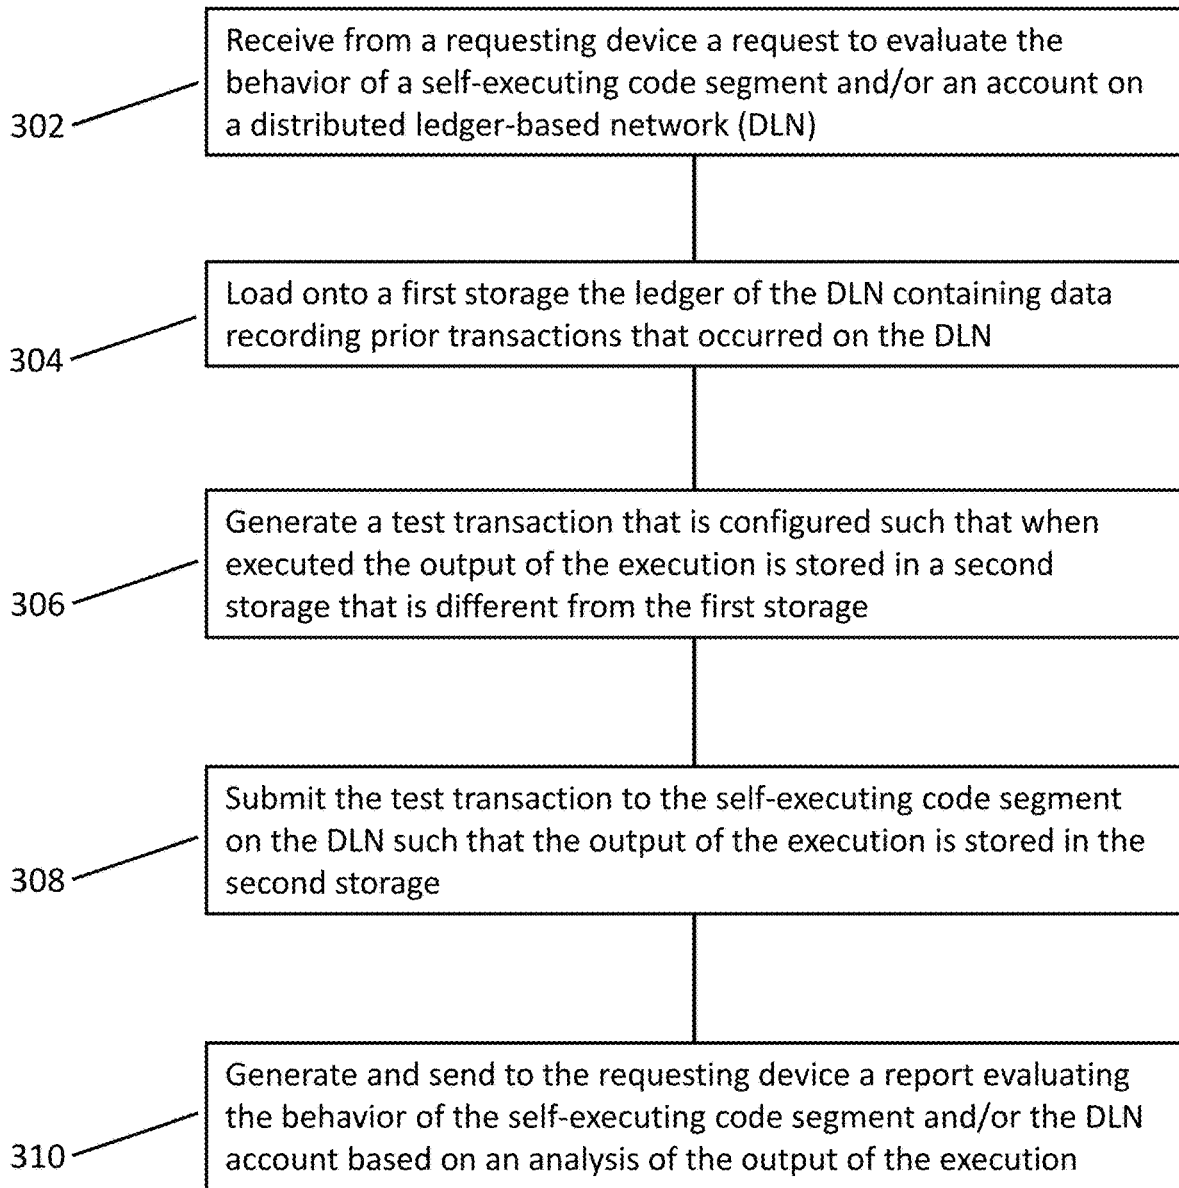 Receive from a requesting device a request to evaluate the
behavior of a self-executing code segment and/or an account on
a distributed ledger-based network (DLN)
302
Load onto a first storage the ledger of the DLN containing data
recording prior transactions that occurred on the DLN
304
Generate a test transaction that is configured such that when
executed the output of the execution is stored in a second
storage that is different from the first storage
306
Submit the test transaction to the self-executing code segment
on the DLN such that the output of the execution is stored in the
second storage
308
Generate and send to the requesting device a report evaluating
the behavior of the self-executing code segment and/or the DLN
account based on an analysis of the output of the execution
310